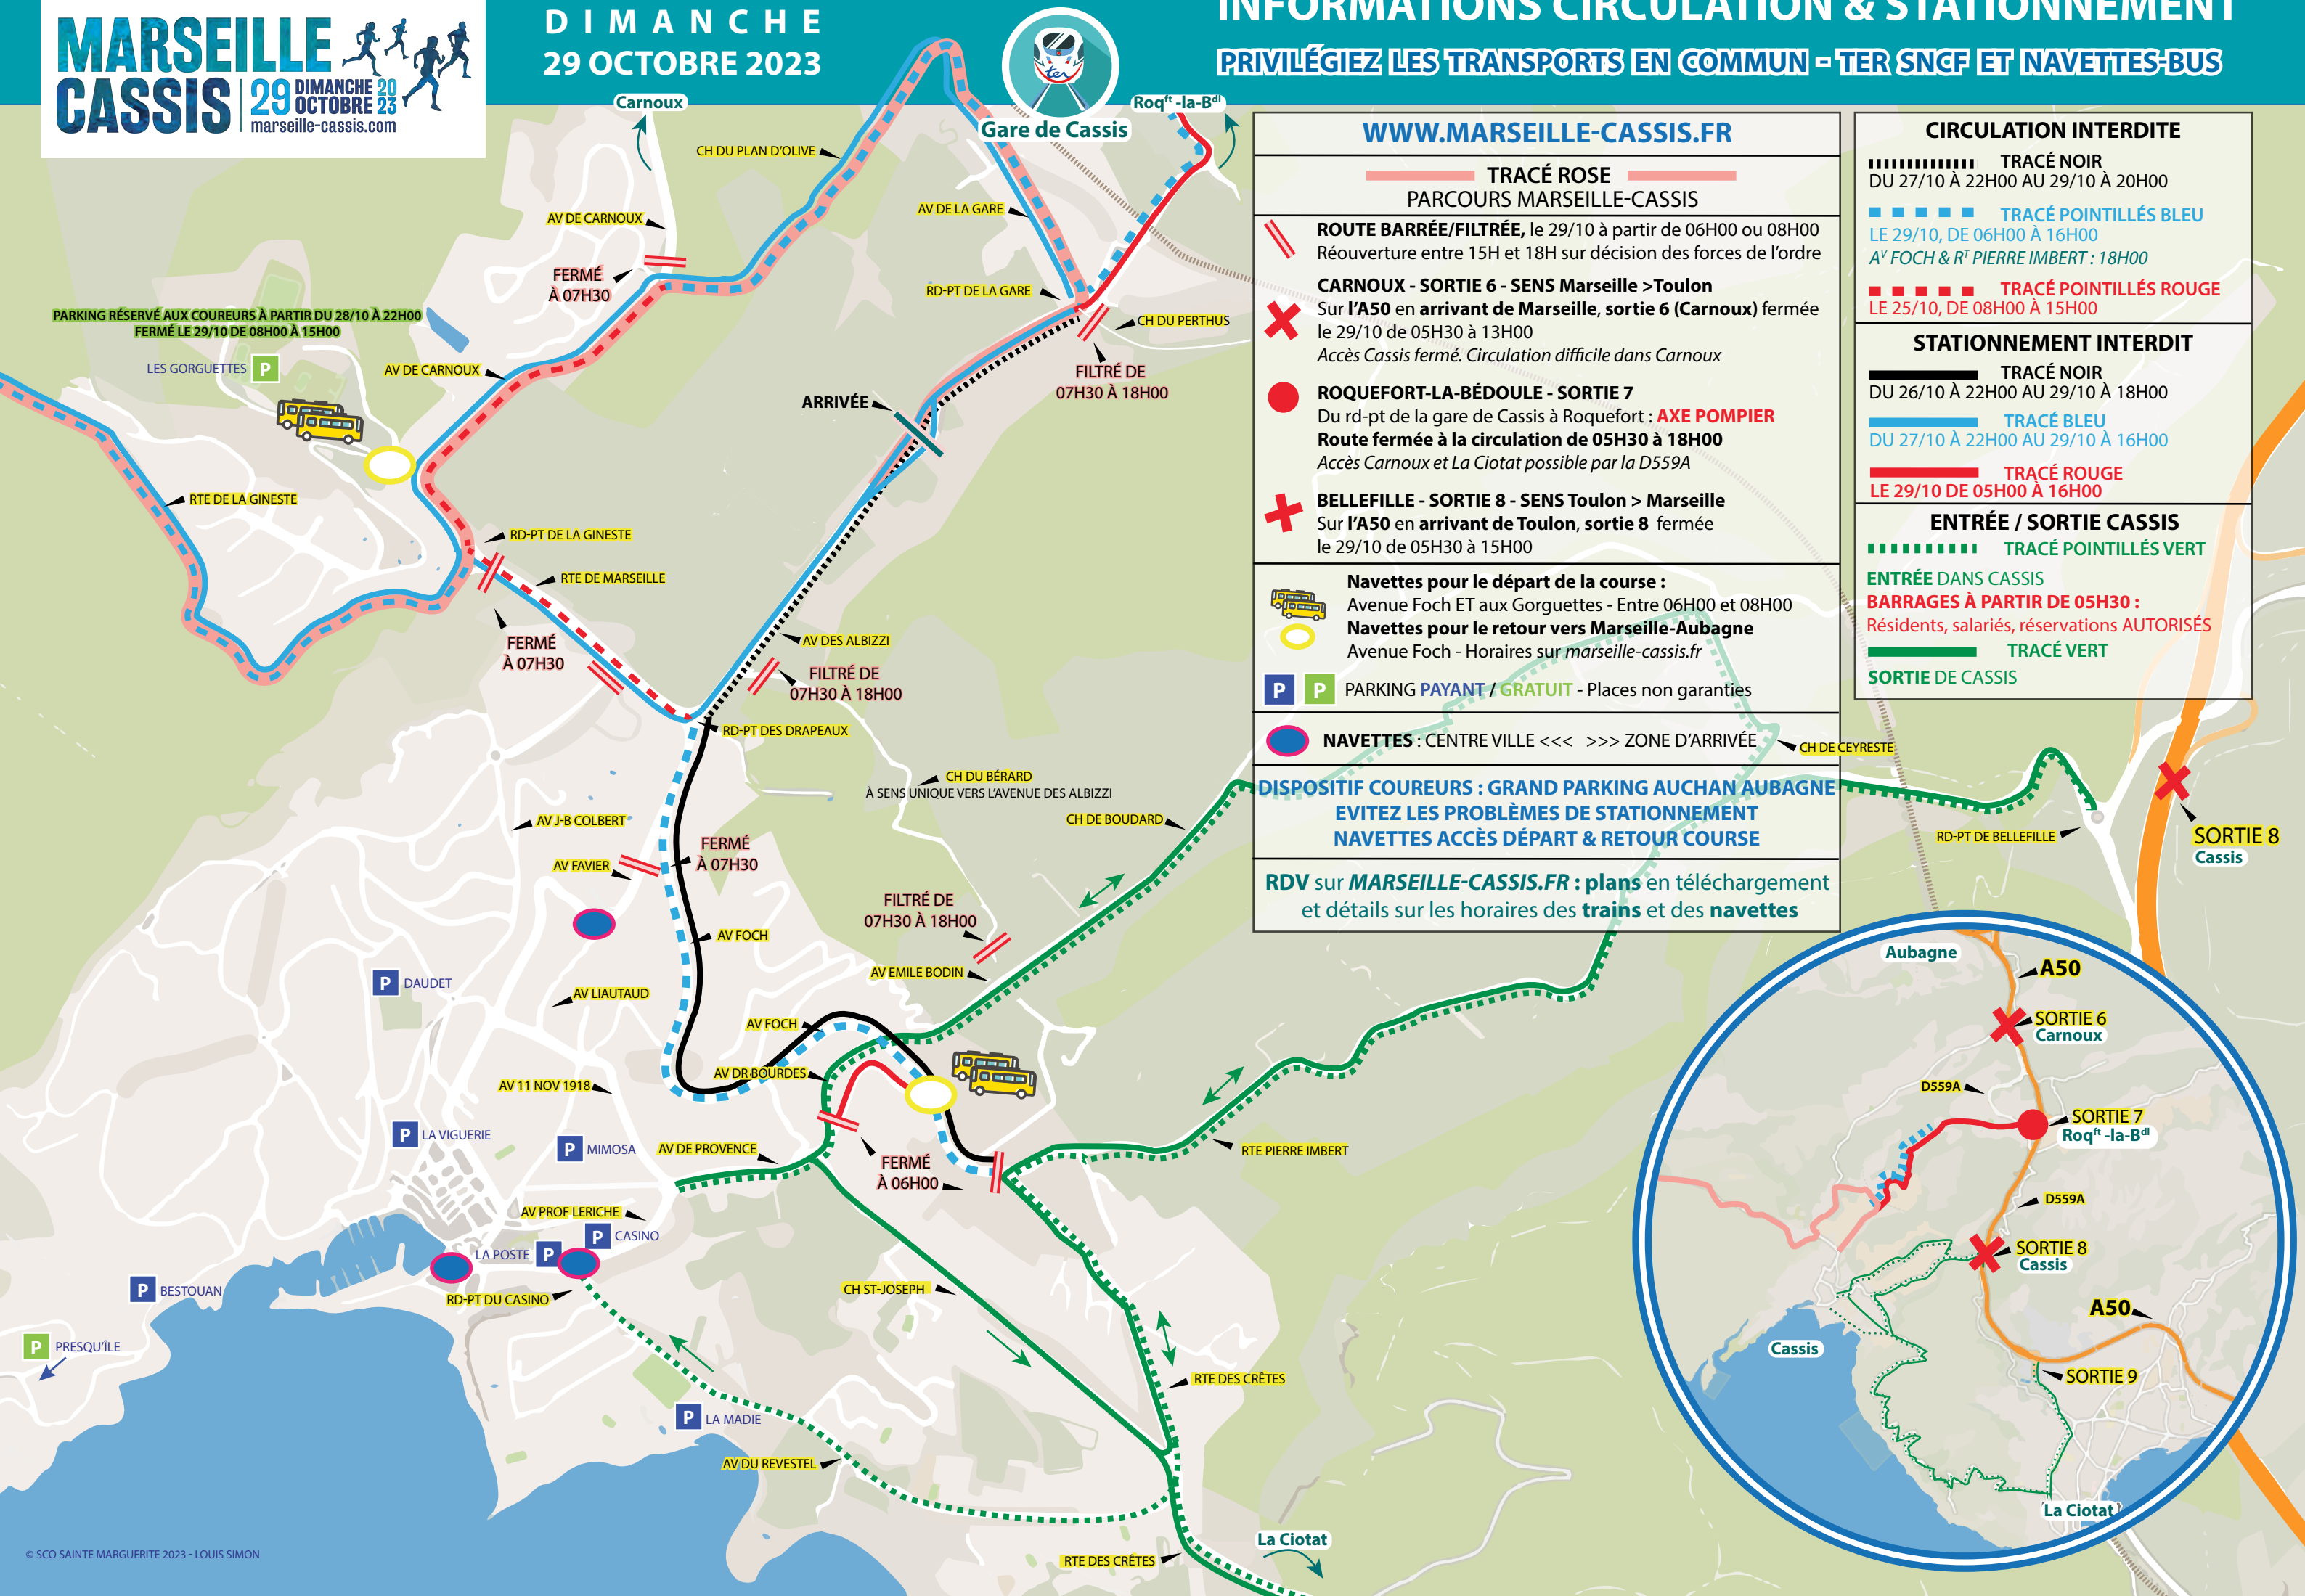 MARSEILLE
CASSIS
29 DIMANCHE 20
OCTOBRE 23
marseille-cassis.com
DIMANCHE
29 OCTOBRE 2023
ter
Gare de Cassis
INFORMATIONS CIRCULATION & STATIONNEMENT
PRIVILÉGIEZ LES TRANSPORTS EN COMMUN - TER SNCF ET NAVETTES-BUS
Carnoux
Roqft -la-Bdl
CH DU PLAN D'OLIVE
AV DE CARNOUX
AV DE LA GARE
FERMÉ
À 07H30
RD-PT DE LA GARE
CH DU PERTHUS
PARKING RÉSERVÉ AUX COUREURS À PARTIR DU 28/10 À 22H00
FERMÉ LE 29/10 DE 08H00 À 15H00
LES GORGUETTES P
AV DE CARNOUX
FILTRÉ DE
07H30 À 18H00
ARRIVÉE
RTE DE LA GINESTE
RD-PT DE LA GINESTE
RTE DE MARSEILLE
FERMÉ
À 07H30
AV DES ALBIZZI
FILTRÉ DE
07H30 À 18H00
RD-PT DES DRAPEAUX
CH DU BÉRARD
À SENS UNIQUE VERS L'AVENUE DES ALBIZZI
AV J-B COLBERT
CH DE BOUDARD
FERMÉ
À 07H30
AV FAVIER
FILTRÉ DE
07H30 À 18H00
AV FOCH
AV EMILE BODIN
P DAUDET
AV LIAUTAUD
AV FOCH
AV DR BOURDES
AV 11 NOV 1918
P LA VIGUERIE
P MIMOSA
AV DE PROVENCE
FERMÉ
À 06H00
RTE PIERRE IMBERT
AV PROF LERICHE
P CASINO
LA POSTE P
P BESTOUAN
RD-PT DU CASINO
CH ST-JOSEPH
P PRESQU'ÎLE
RTE DES CRÊTES
P LA MADIE
AV DU REVESTEL
La Ciotat
RTE DES CRÊTES
© SCO SAINTE MARGUERITE 2023 - LOUIS SIMON
WWW.MARSEILLE-CASSIS.FR
TRACÉ ROSE
PARCOURS MARSEILLE-CASSIS
ROUTE BARRÉE/FILTRÉE, le 29/10 à partir de 06H00 ou 08H00
Réouverture entre 15H et 18H sur décision des forces de l'ordre
CARNOUX - SORTIE 6 - SENS Marseille >Toulon
Sur l'A50 en arrivant de Marseille, sortie 6 (Carnoux) fermée
le 29/10 de 05H30 à 13H00
Accès Cassis fermé. Circulation difficile dans Carnoux
ROQUEFORT-LA-BÉDOULE - SORTIE 7
Du rd-pt de la gare de Cassis à Roquefort : AXE POMPIER
Route fermée à la circulation de 05H30 à 18H00
Accès Carnoux et La Ciotat possible par la D559A
BELLEFILLE - SORTIE 8 - SENS Toulon > Marseille
Sur l'A50 en arrivant de Toulon, sortie 8 fermée
le 29/10 de 05H30 à 15H00
Navettes pour le départ de la course :
Avenue Foch ET aux Gorguettes - Entre 06H00 et 08H00
Navettes pour le retour vers Marseille-Aubagne
Avenue Foch - Horaires sur marseille-cassis.fr
P P PARKING PAYANT / GRATUIT - Places non garanties
NAVETTES : CENTRE VILLE <<< >>> ZONE D'ARRIVÉE
DISPOSITIF COUREURS : GRAND PARKING AUCHAN AUBAGNE
EVITEZ LES PROBLÈMES DE STATIONNEMENT
NAVETTES ACCÈS DÉPART & RETOUR COURSE
RDV sur MARSEILLE-CASSIS.FR : plans en téléchargement
et détails sur les horaires des trains et des navettes
CIRCULATION INTERDITE
TRACÉ NOIR
DU 27/10 À 22H00 AU 29/10 À 20H00
TRACÉ POINTILLÉS BLEU
LE 29/10, DE 06H00 À 16H00
AV FOCH & RT PIERRE IMBERT : 18H00
TRACÉ POINTILLÉS ROUGE
LE 25/10, DE 08H00 À 15H00
STATIONNEMENT INTERDIT
TRACÉ NOIR
DU 26/10 À 22H00 AU 29/10 À 18H00
TRACÉ BLEU
DU 27/10 À 22H00 AU 29/10 À 16H00
TRACÉ ROUGE
LE 29/10 DE 05H00 À 16H00
ENTRÉE / SORTIE CASSIS
TRACÉ POINTILLÉS VERT
ENTRÉE DANS CASSIS
BARRAGES À PARTIR DE 05H30 :
Résidents, salariés, réservations AUTORISÉS
TRACÉ VERT
SORTIE DE CASSIS
CH DE CEYRESTE
RD-PT DE BELLEFILLE
SORTIE 8
Cassis
Aubagne
A50
SORTIE 6
Carnoux
D559A
SORTIE 7
Roqft -la-Bdl
D559A
SORTIE 8
Cassis
A50
Cassis
SORTIE 9
La Ciotat